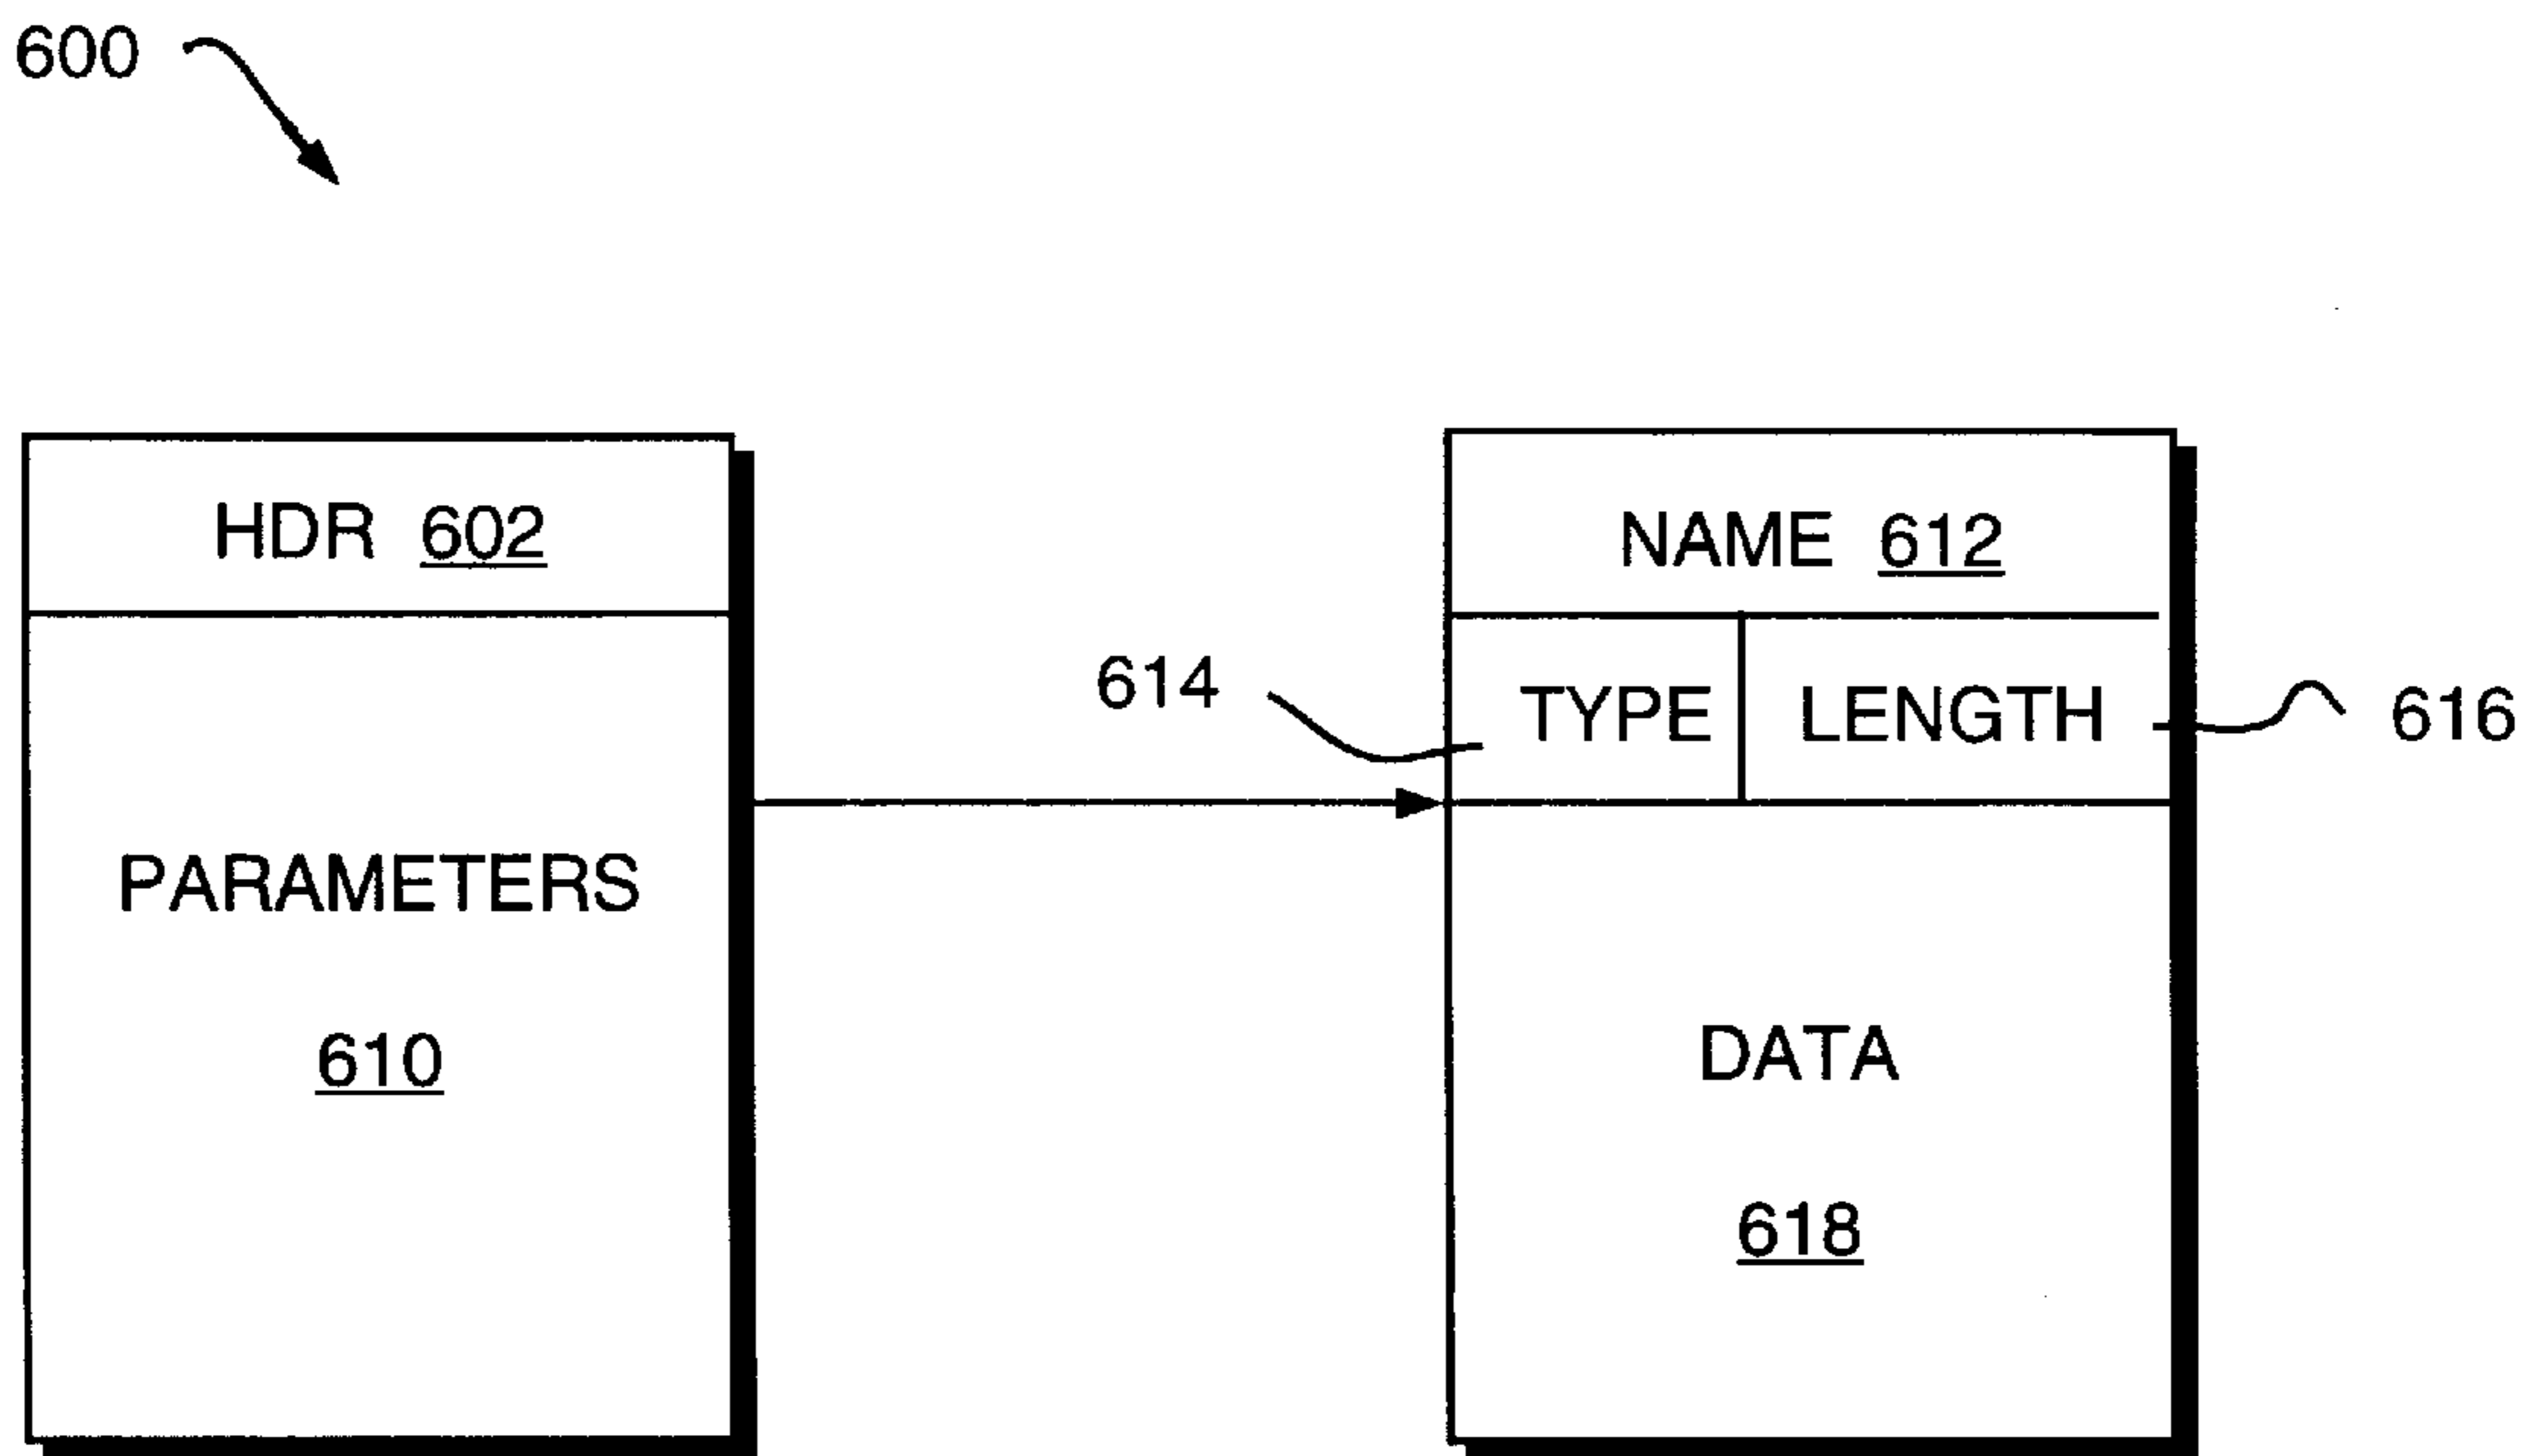 600
HDR 602
PARAMETERS
610
NAME 612
614
TYPE
LENGTH
616
DATA
618